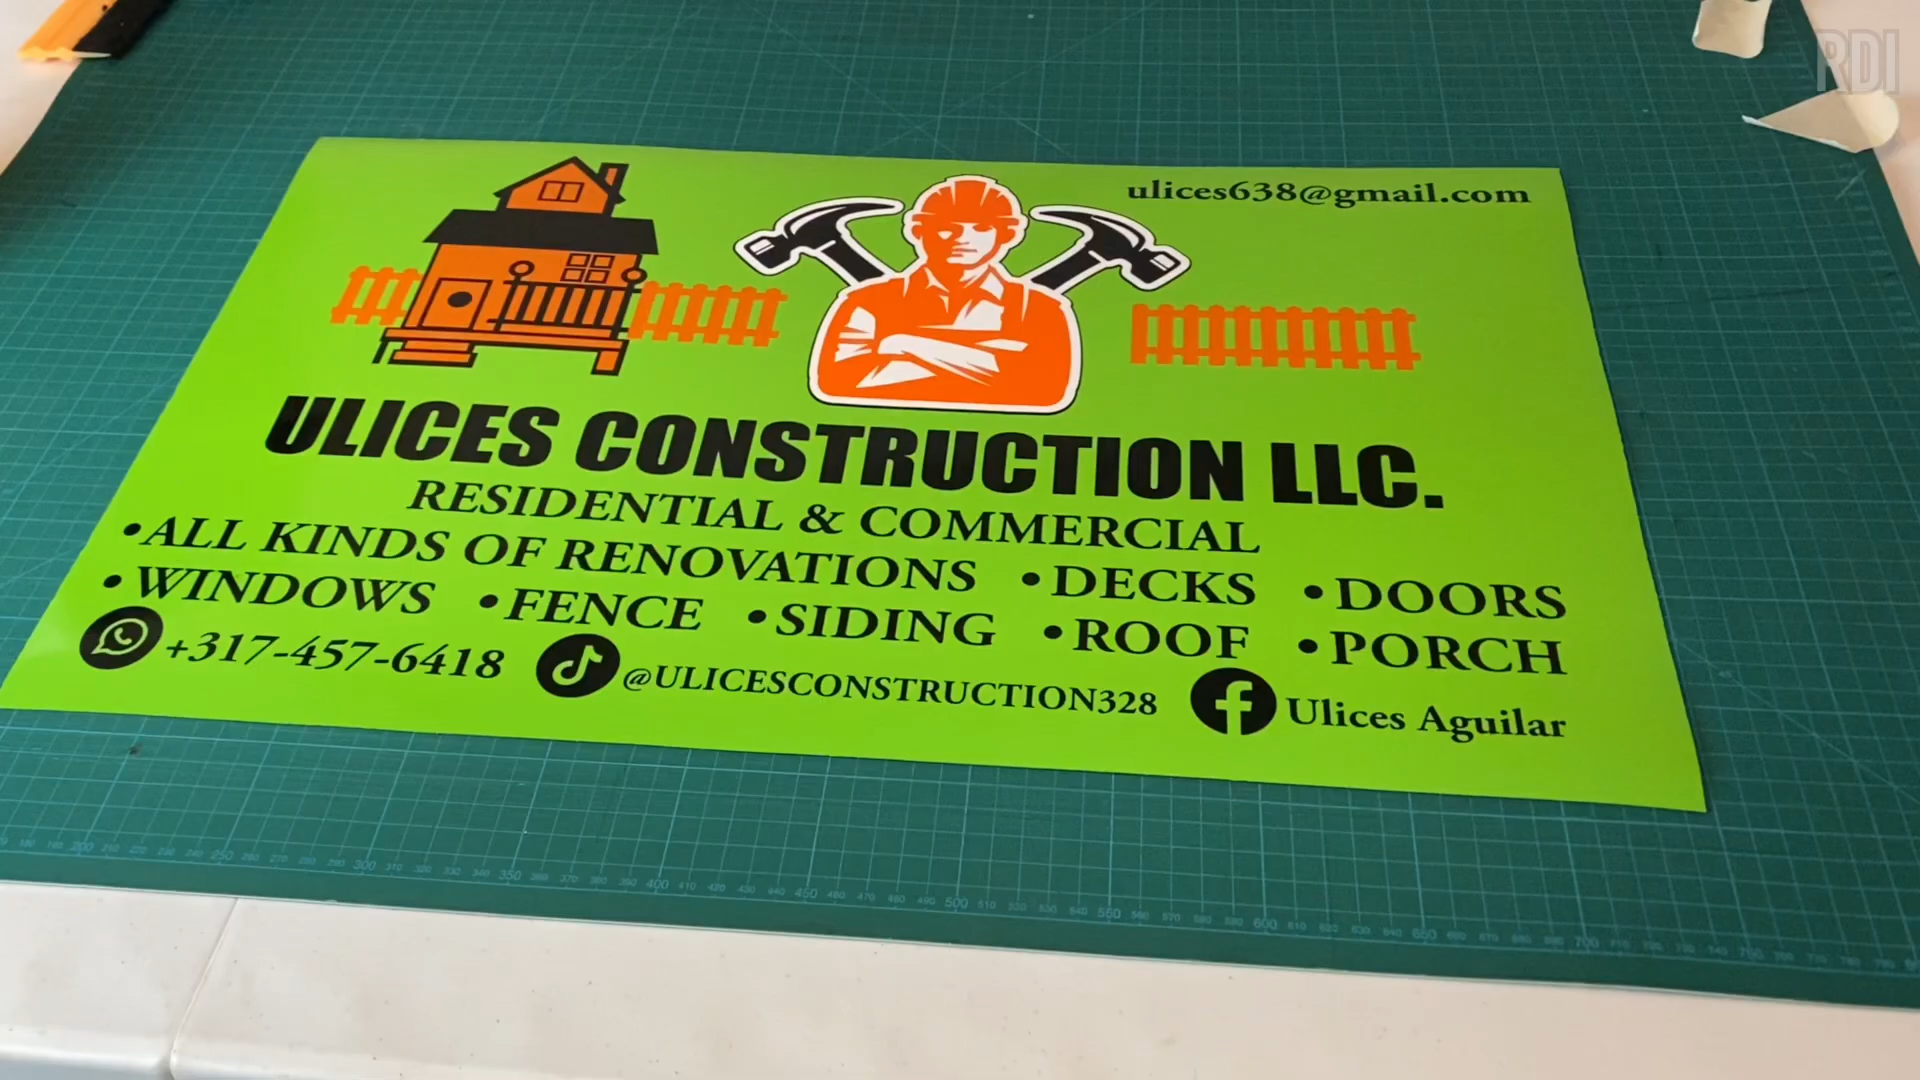 RDI
ulices638@gmail.com
ULICES CONSTRUCTION LLC.
RESIDENTIAL & COMMERCIAL
•ALL KINDS OF RENOVATIONS •DECKS •DOORS
•WINDOWS •FENCE •SIDING •ROOF •PORCH
+317-457-6418 @ULICESCONSTRUCTION328 Ulices Aguilar